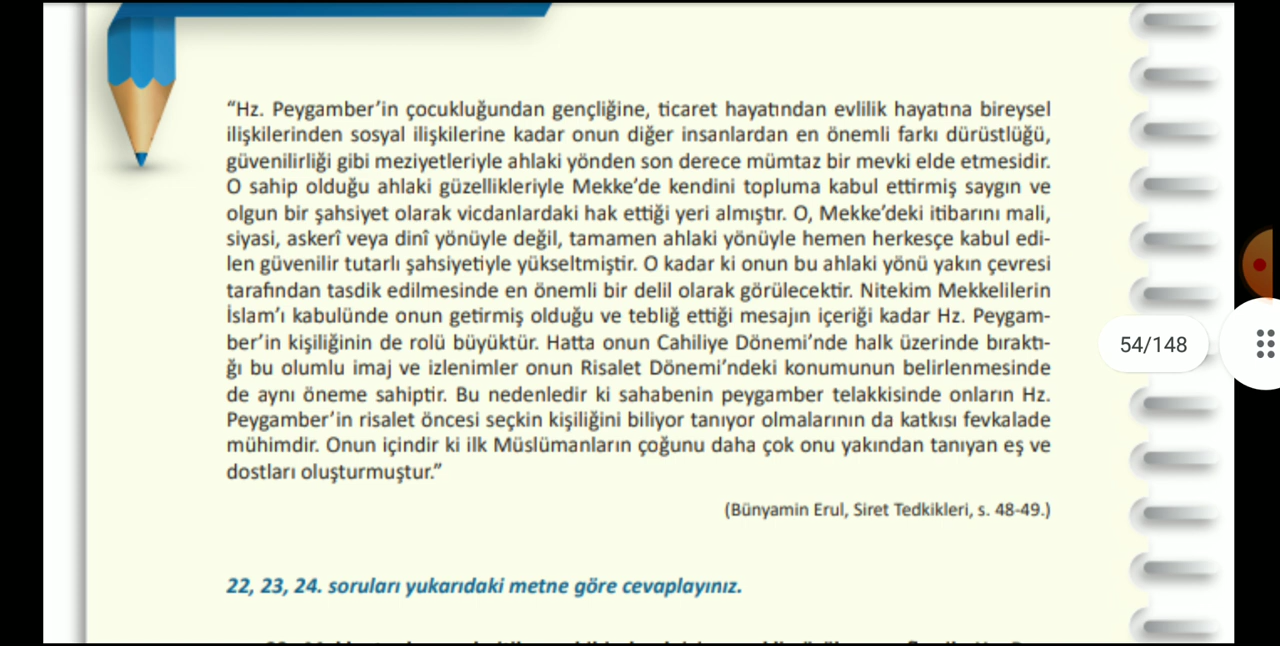 “Hz. Peygamber’in çocukluğundan gençliğine, ticaret hayatından evlilik hayatına bireysel
ilişkilerinden sosyal ilişkilerine kadar onun diğer insanlardan en önemli farkı dürüstlüğü,
güvenilirliği gibi meziyetleriyle ahlaki yönden son derece mümtaz bir mevki elde etmesidir.
O sahip olduğu ahlaki güzellikleriyle Mekke’de kendini topluma kabul ettirmiş saygın ve
olgun bir şahsiyet olarak vicdanlardaki hak ettiği yeri almıştır. O, Mekke’deki itibarını mali,
siyasi, askerî veya dinî yönüyle değil, tamamen ahlaki yönüyle hemen herkesçe kabul edi-
len güvenilir tutarlı şahsiyetiyle yükseltmiştir. O kadar ki onun bu ahlaki yönü yakın çevresi
tarafından tasdik edilmesinde en önemli bir delil olarak görülecektir. Nitekim Mekkelilerin
İslam’ı kabulünde onun getirmiş olduğu ve tebliğ ettiği mesajın içeriği kadar Hz. Peygam-
ber’in kişiliğinin de rolü büyüktür. Hatta onun Cahiliye Dönemi’nde halk üzerinde bıraktı-
ğı bu olumlu imaj ve izlenimler onun Risalet Dönemi’ndeki konumunun belirlenmesinde
de aynı öneme sahiptir. Bu nedenledir ki sahabenin peygamber telakkisinde onların Hz.
Peygamber’in risalet öncesi seçkin kişiliğini biliyor tanıyor olmalarının da katkısı fevkalade
mühimdir. Onun içindir ki ilk Müslümanların çoğunu daha çok onu yakından tanıyan eş ve
dostları oluşturmuştur.”
(Bünyamin Erul, Siret Tedkikleri, s. 48-49.)
22, 23, 24. soruları yukarıdaki metne göre cevaplayınız.
54/148